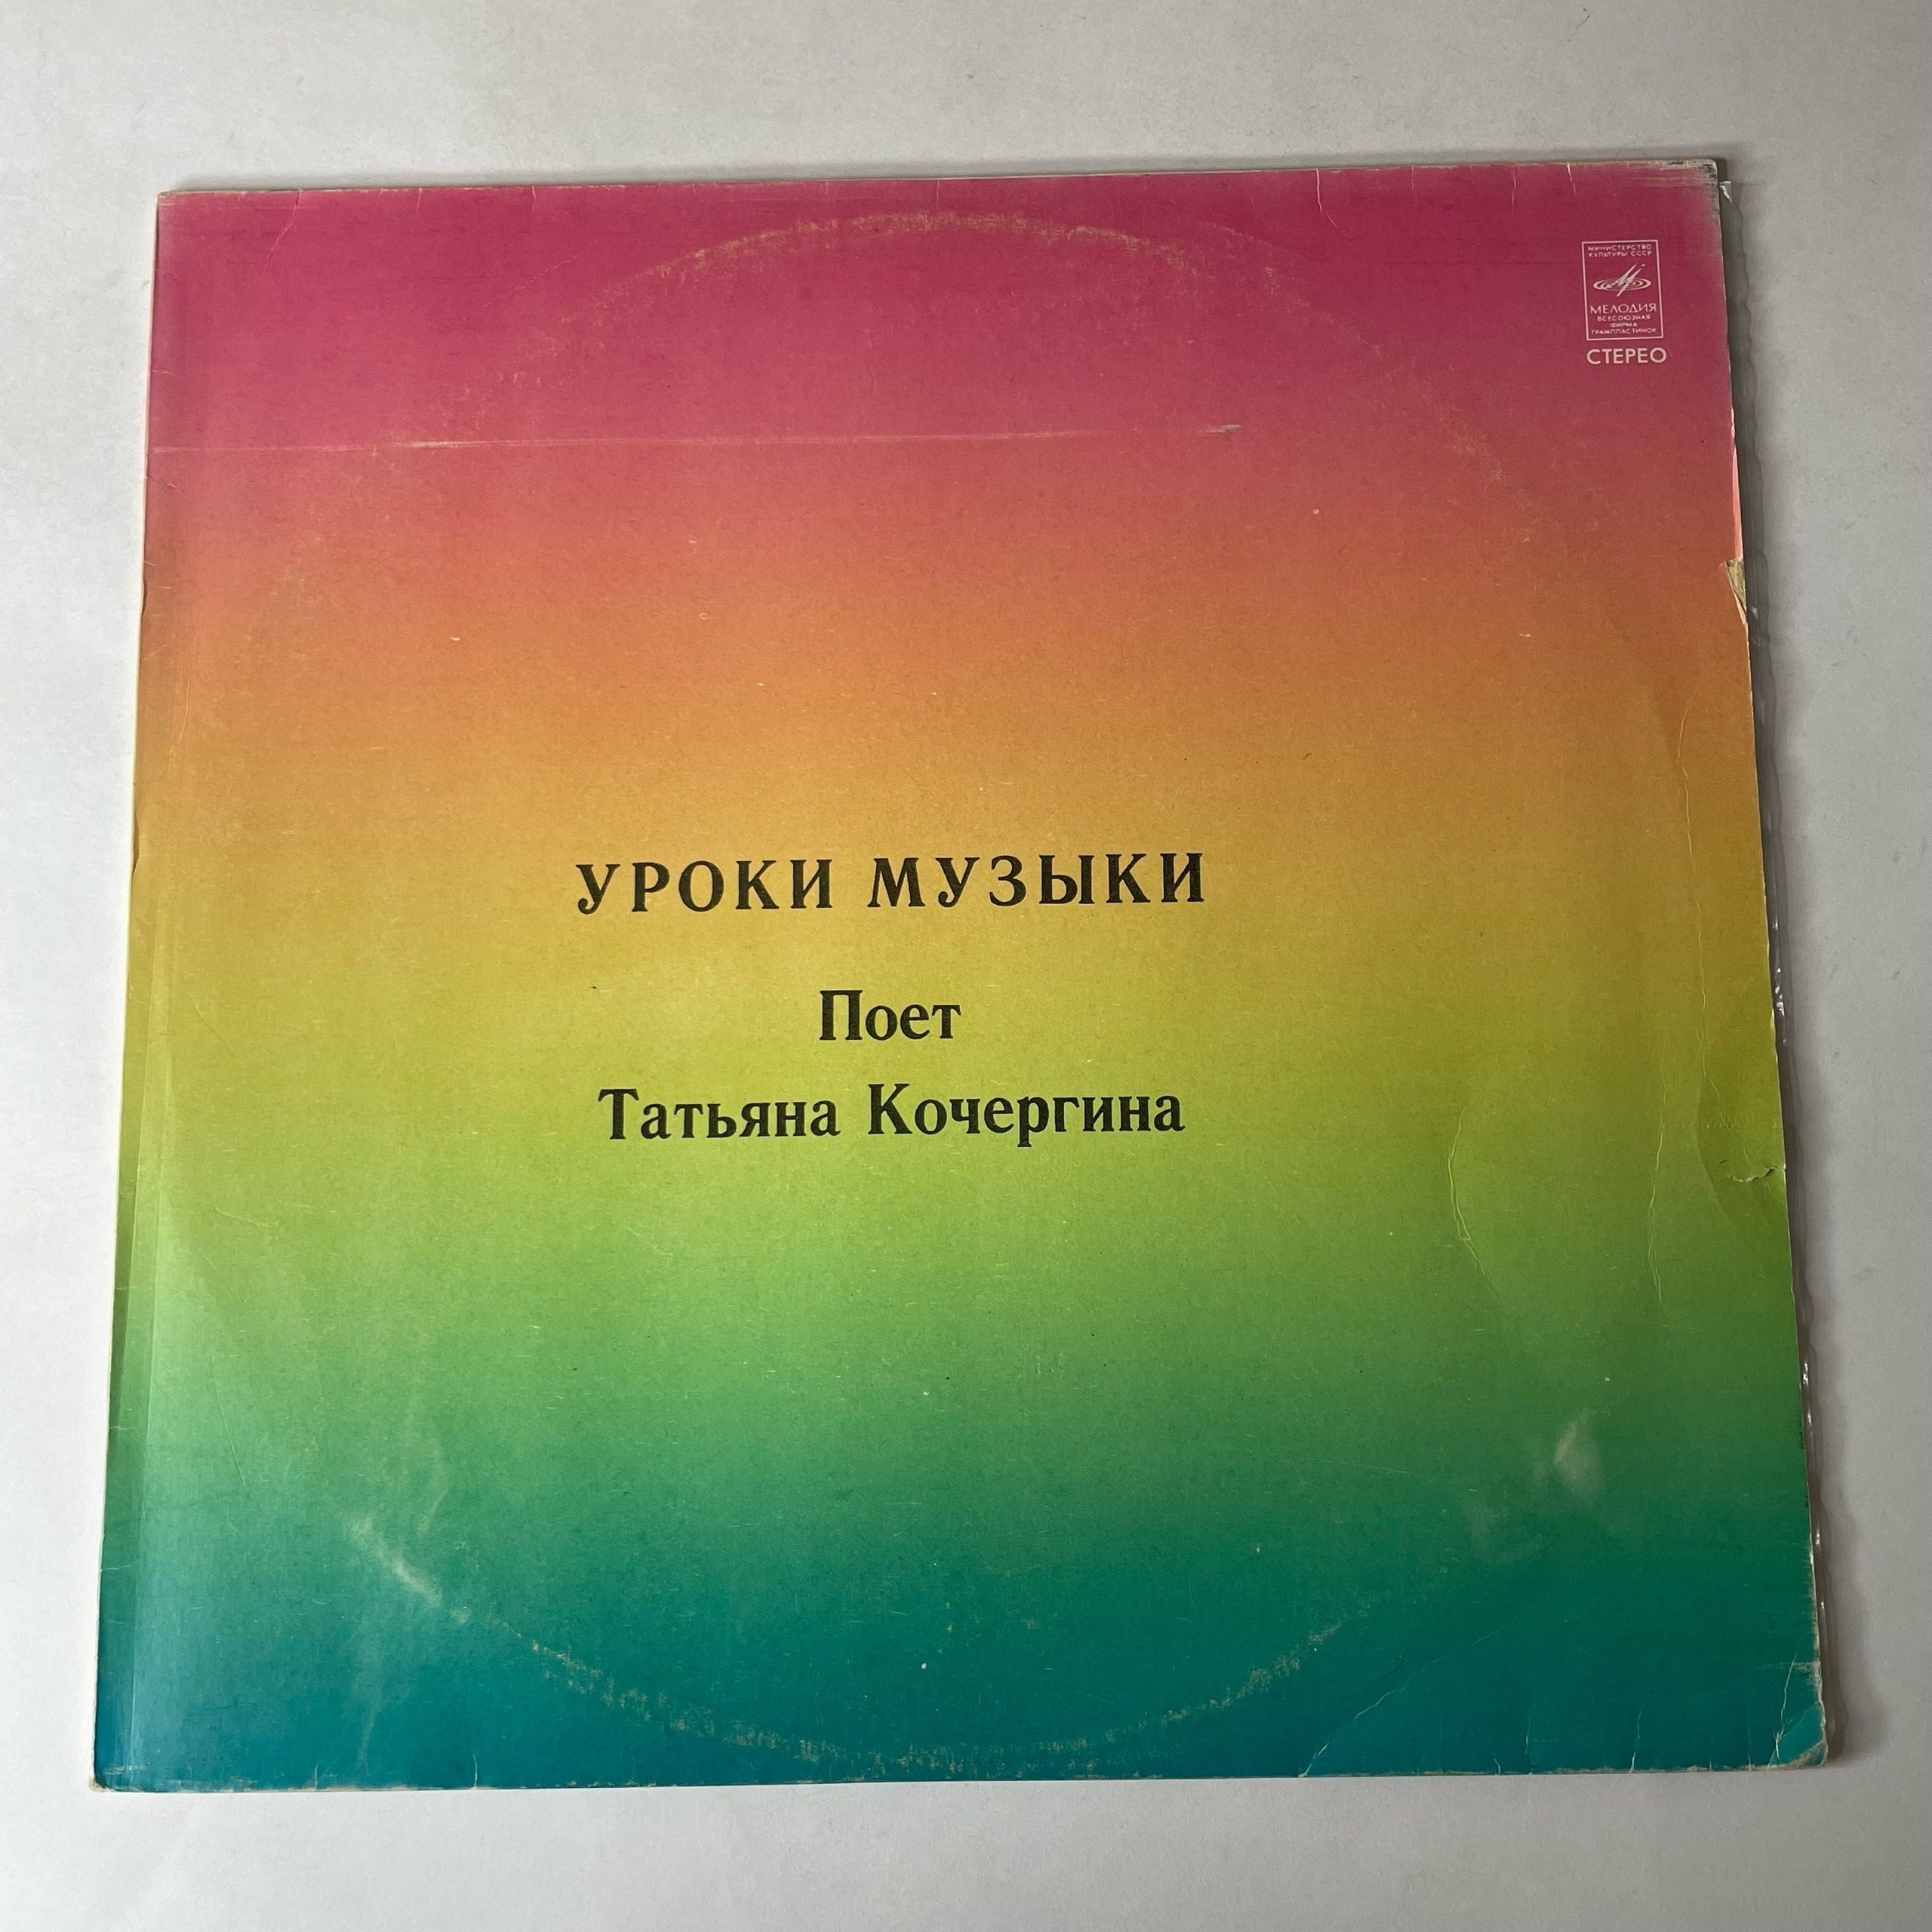 МИНИСТЕРСТВО
КУЛЬТУРЫ СССР
МЕЛОДИЯ
ВСЕСОЮЗНАЯ
ФИРМА
ГРАМПЛАСТИНОК
СТЕРЕО
УРОКИ МУЗЫКИ
Поет
Татьяна Кочергина